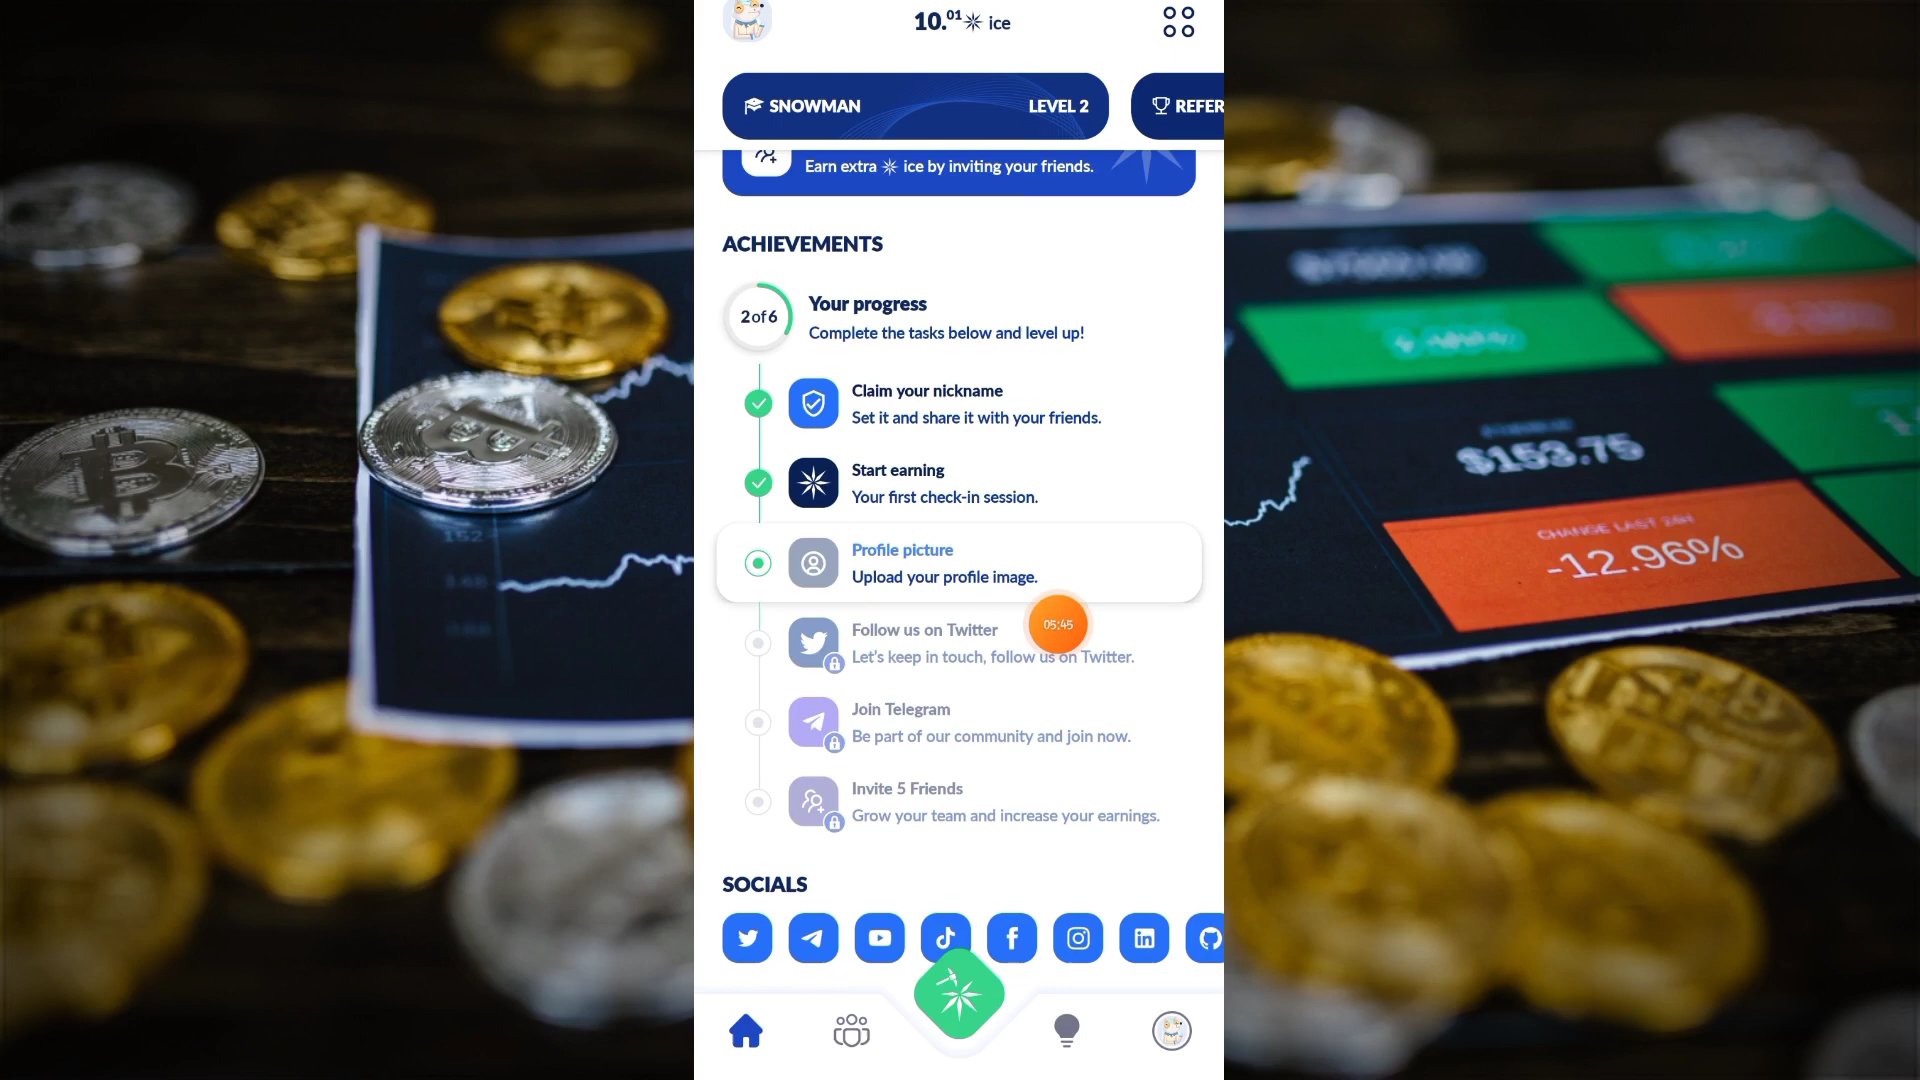 10.01 ice
SNOWMAN LEVEL 2
REFER
Earn extra ice by inviting your friends.
ACHIEVEMENTS
2of6
Your progress
Complete the tasks below and level up!
Claim your nickname
Set it and share it with your friends.
Start earning
Your first check-in session.
Profile picture
Upload your profile image.
05:45
Follow us on Twitter
Let's keep in touch, follow us on Twitter.
Join Telegram
Be part of our community and join now.
Invite 5 Friends
Grow your team and increase your earnings.
SOCIALS
152
$153.75
CHANGE LAST 24H
-12.96%